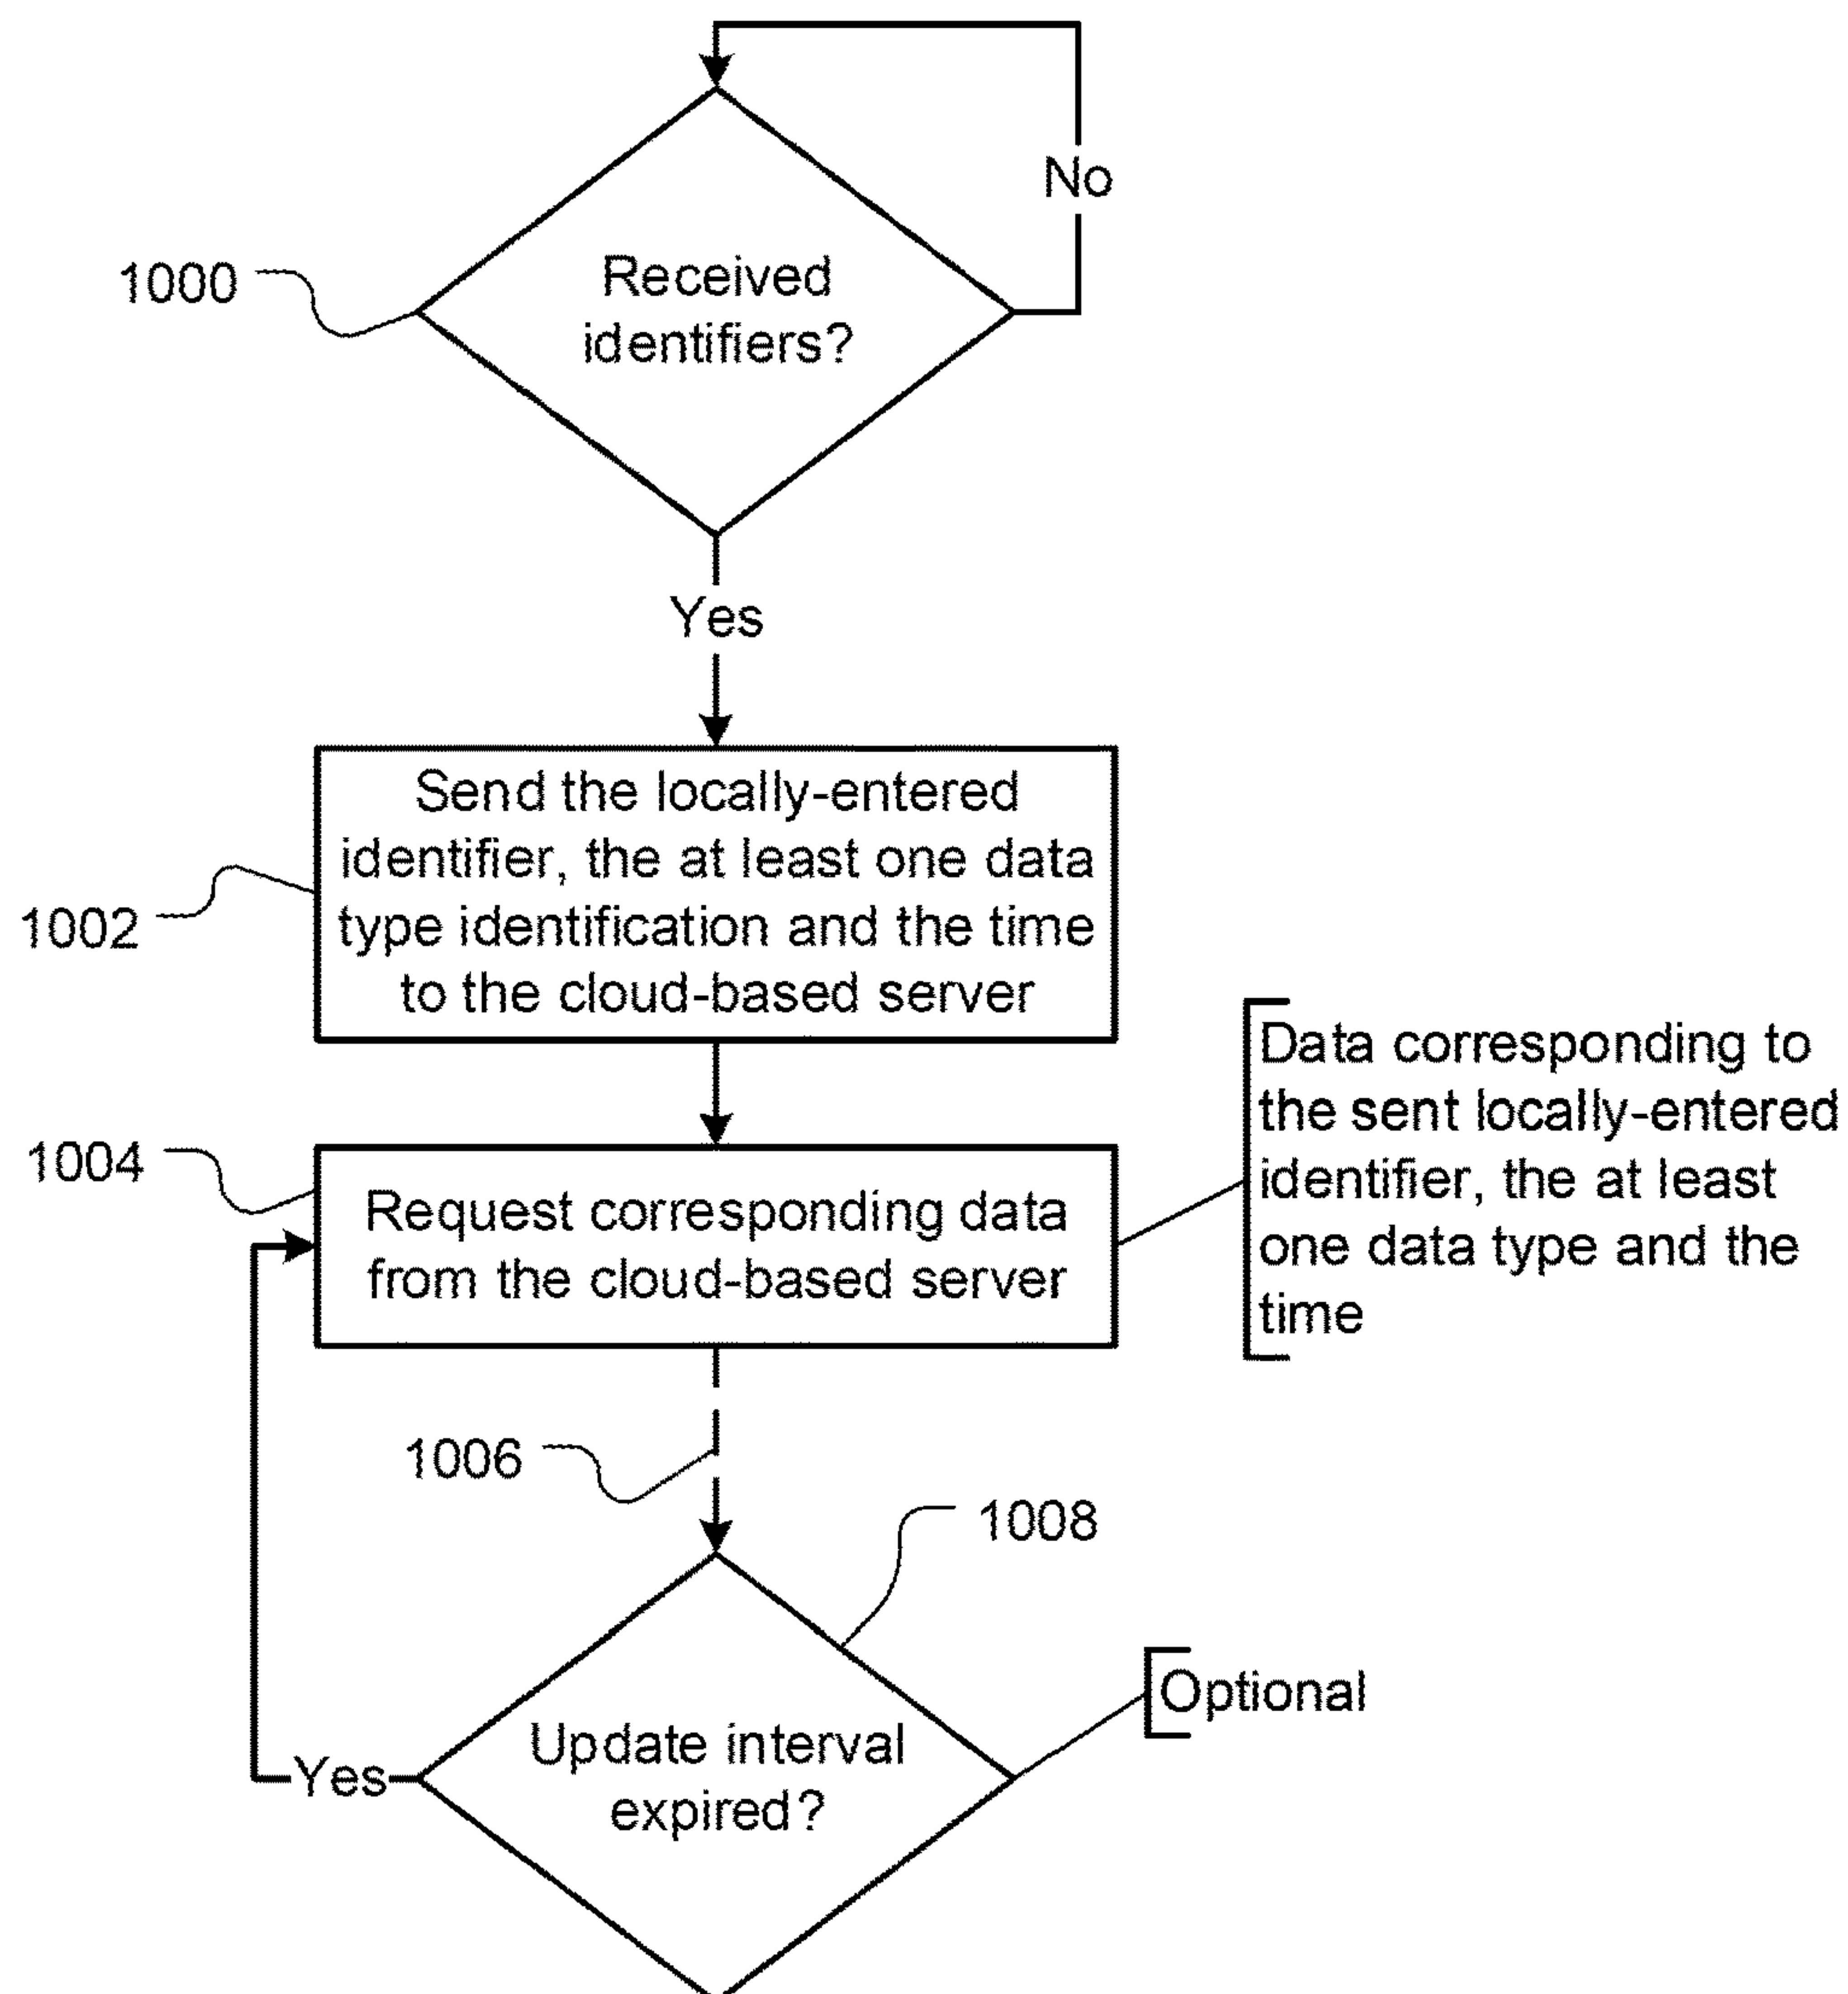 No
1000
Received
identifiers?
Yes
Send the locally-entered
identifier, the at least one data
type identification and the time
to the cloud-based server
1002
Data corresponding to
the sent locally-entered
identifier, the at least
one data type and the
time
1004
Request corresponding data
from the cloud-based server
1006
1008
Optional
Update interval
expired?
Yes